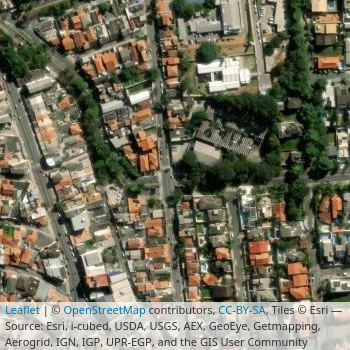 Leaflet | © OpenStreetMap contributors, CC-BY-SA, Tiles © Esri —
Source: Esri, i-cubed, USDA, USGS, AEX, GeoEye, Getmapping,
Aerogrid, IGN, IGP, UPR-EGP, and the GIS User Community